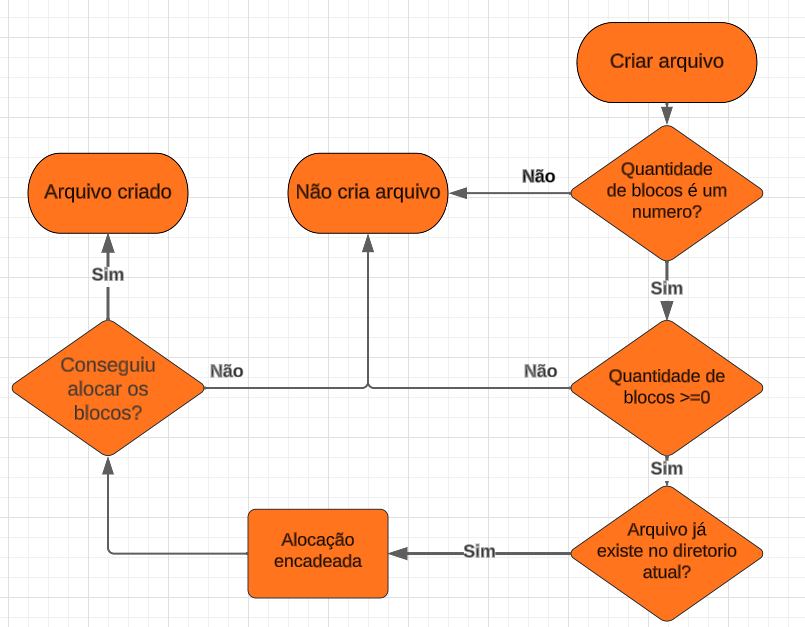 Criar arquivo
Quantidade
de blocos é um
numero?
Não
Não cria arquivo
Arquivo criado
Sim
Sim
Conseguiu
alocar os
blocos?
Não
Não
Quantidade de
blocos >=0
Sim
Arquivo já
existe no diretorio
atual?
Sim
Alocação
encadeada